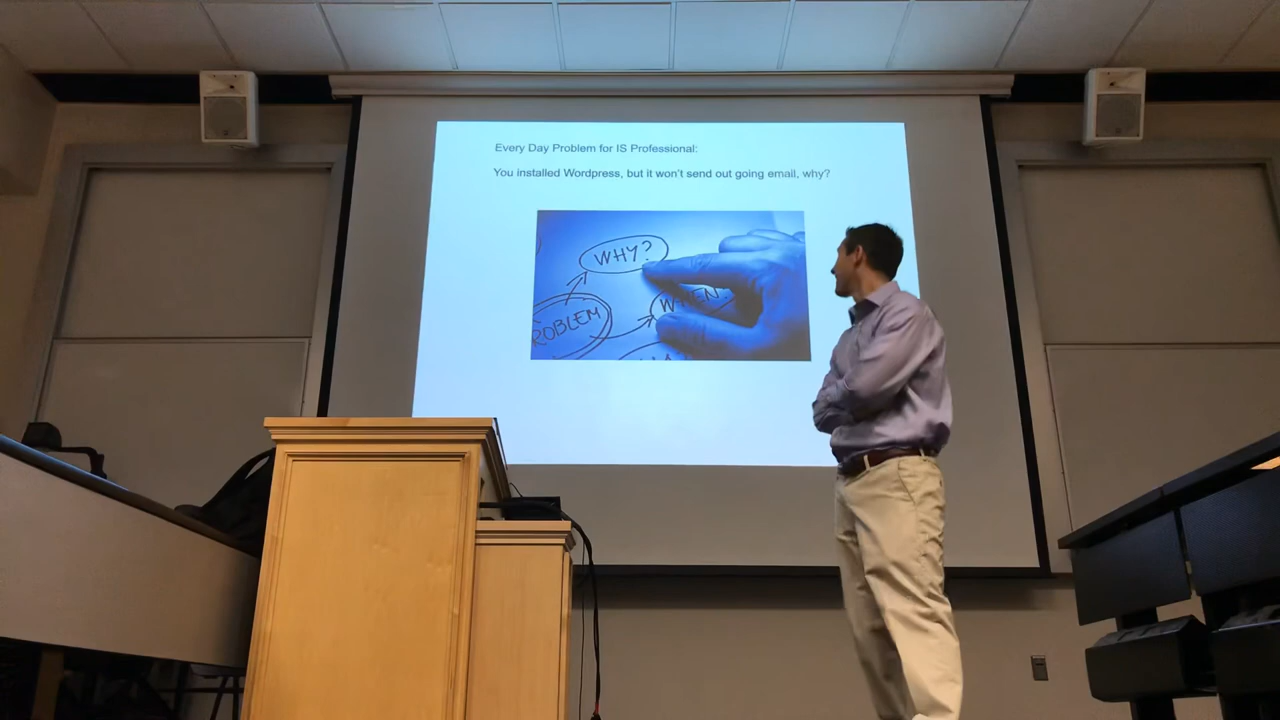 Every Day Problem for IS Professional:
You installed Wordpress, but it won't send out going email, why?
WHY?
WHEN?
ROBLEM